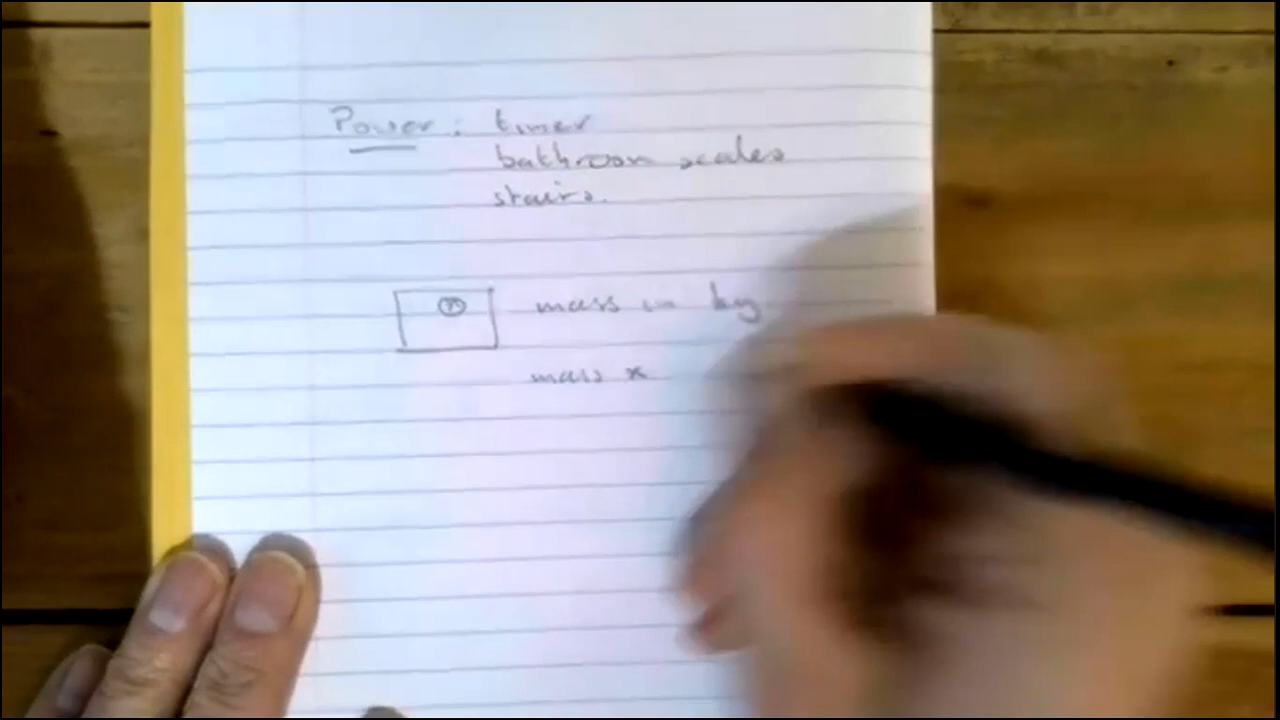 Power: timer
bathroom scales
stairs.
mass in kg
mass x